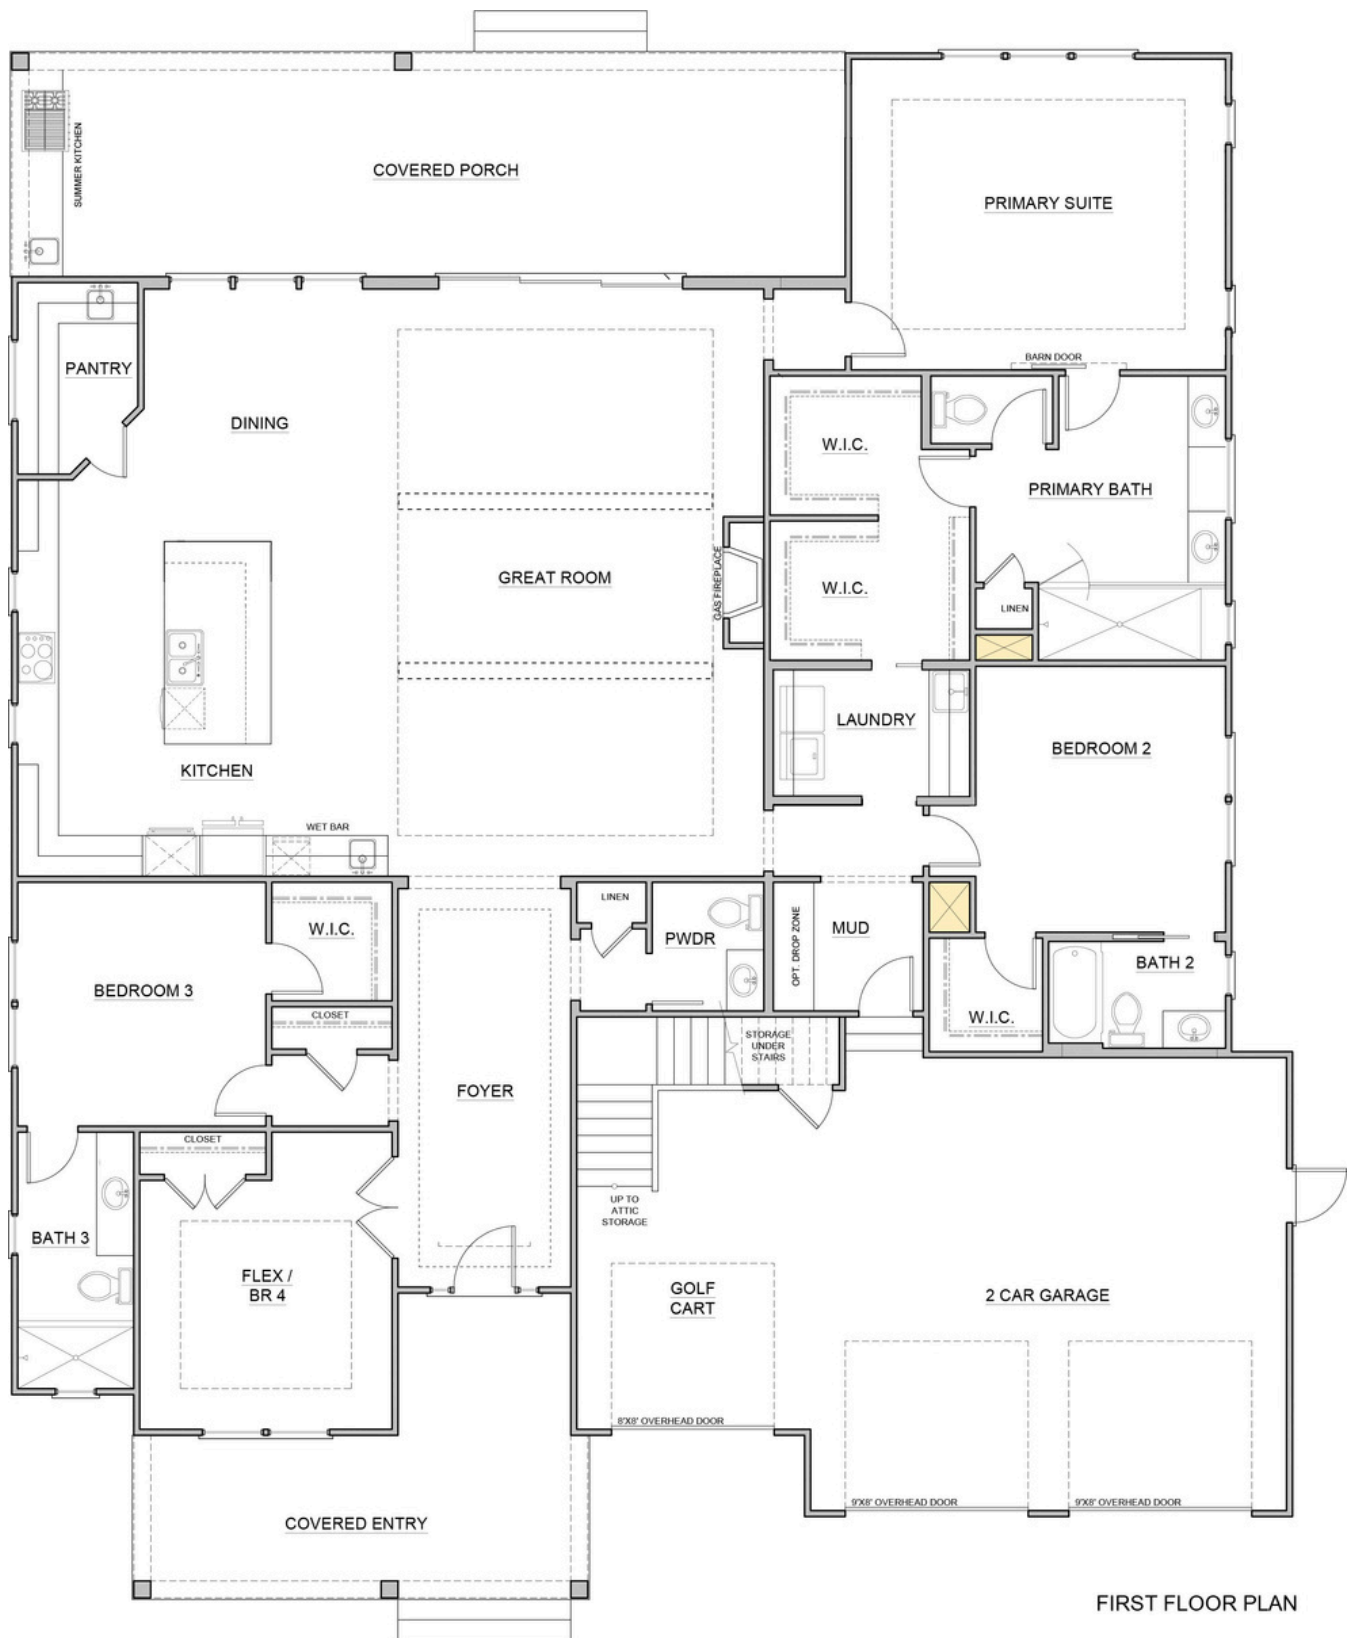 COVERED PORCH
SUMMER KITCHEN
PRIMARY SUITE
BARN DOOR
PANTRY
DINING
W.I.C.
PRIMARY BATH
GREAT ROOM
GAS FIREPLACE
W.I.C.
LINEN
LAUNDRY
BEDROOM 2
KITCHEN
WET BAR
LINEN
W.I.C.
PWDR
OPT. DROP ZONE
MUD
BATH 2
BEDROOM 3
CLOSET
W.I.C.
STORAGE
UNDER
STAIRS
FOYER
CLOSET
UP TO
ATTIC
STORAGE
BATH 3
FLEX /
BR 4
GOLF
CART
2 CAR GARAGE
8'X8' OVERHEAD DOOR
9'X8' OVERHEAD DOOR
9'X8' OVERHEAD DOOR
COVERED ENTRY
FIRST FLOOR PLAN